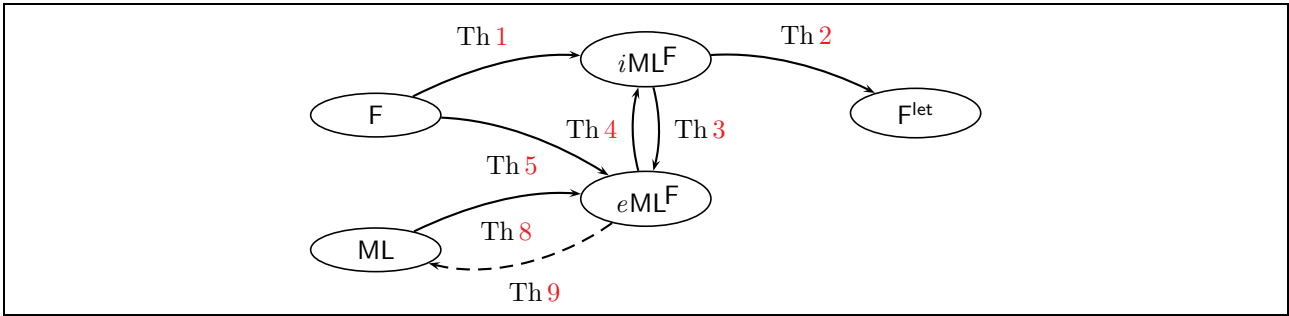 Th 1
Th 2
iMLF
F
Flet
Th 4
Th 3
Th 5
eMLF
Th 8
ML
Th 9